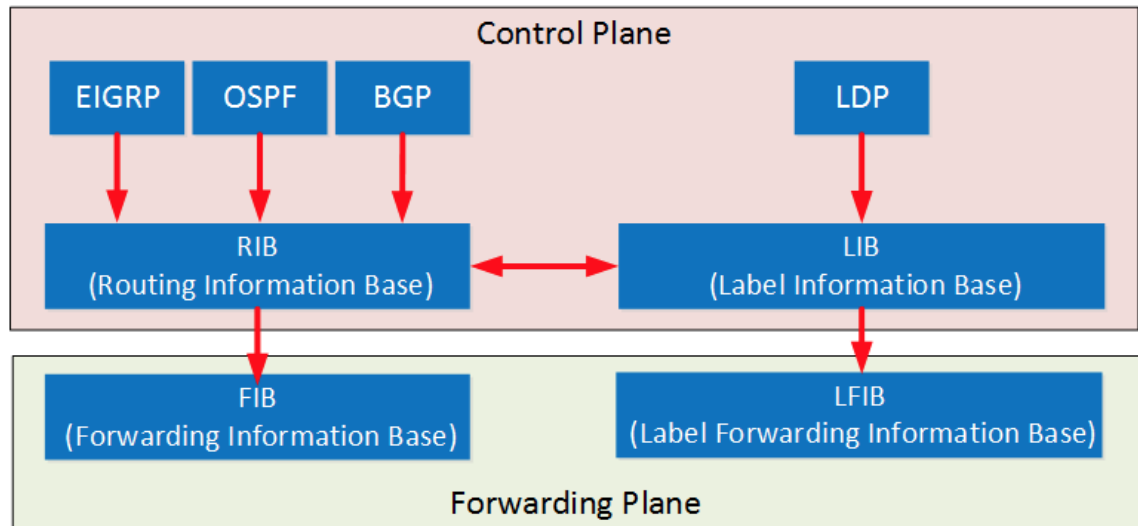 Control Plane
EIGRP
OSPF
BGP
LDP
RIB
(Routing Information Base)
LIB
(Label Information Base)
FIB
(Forwarding Information Base)
LFIB
(Label Forwarding Information Base)
Forwarding Plane